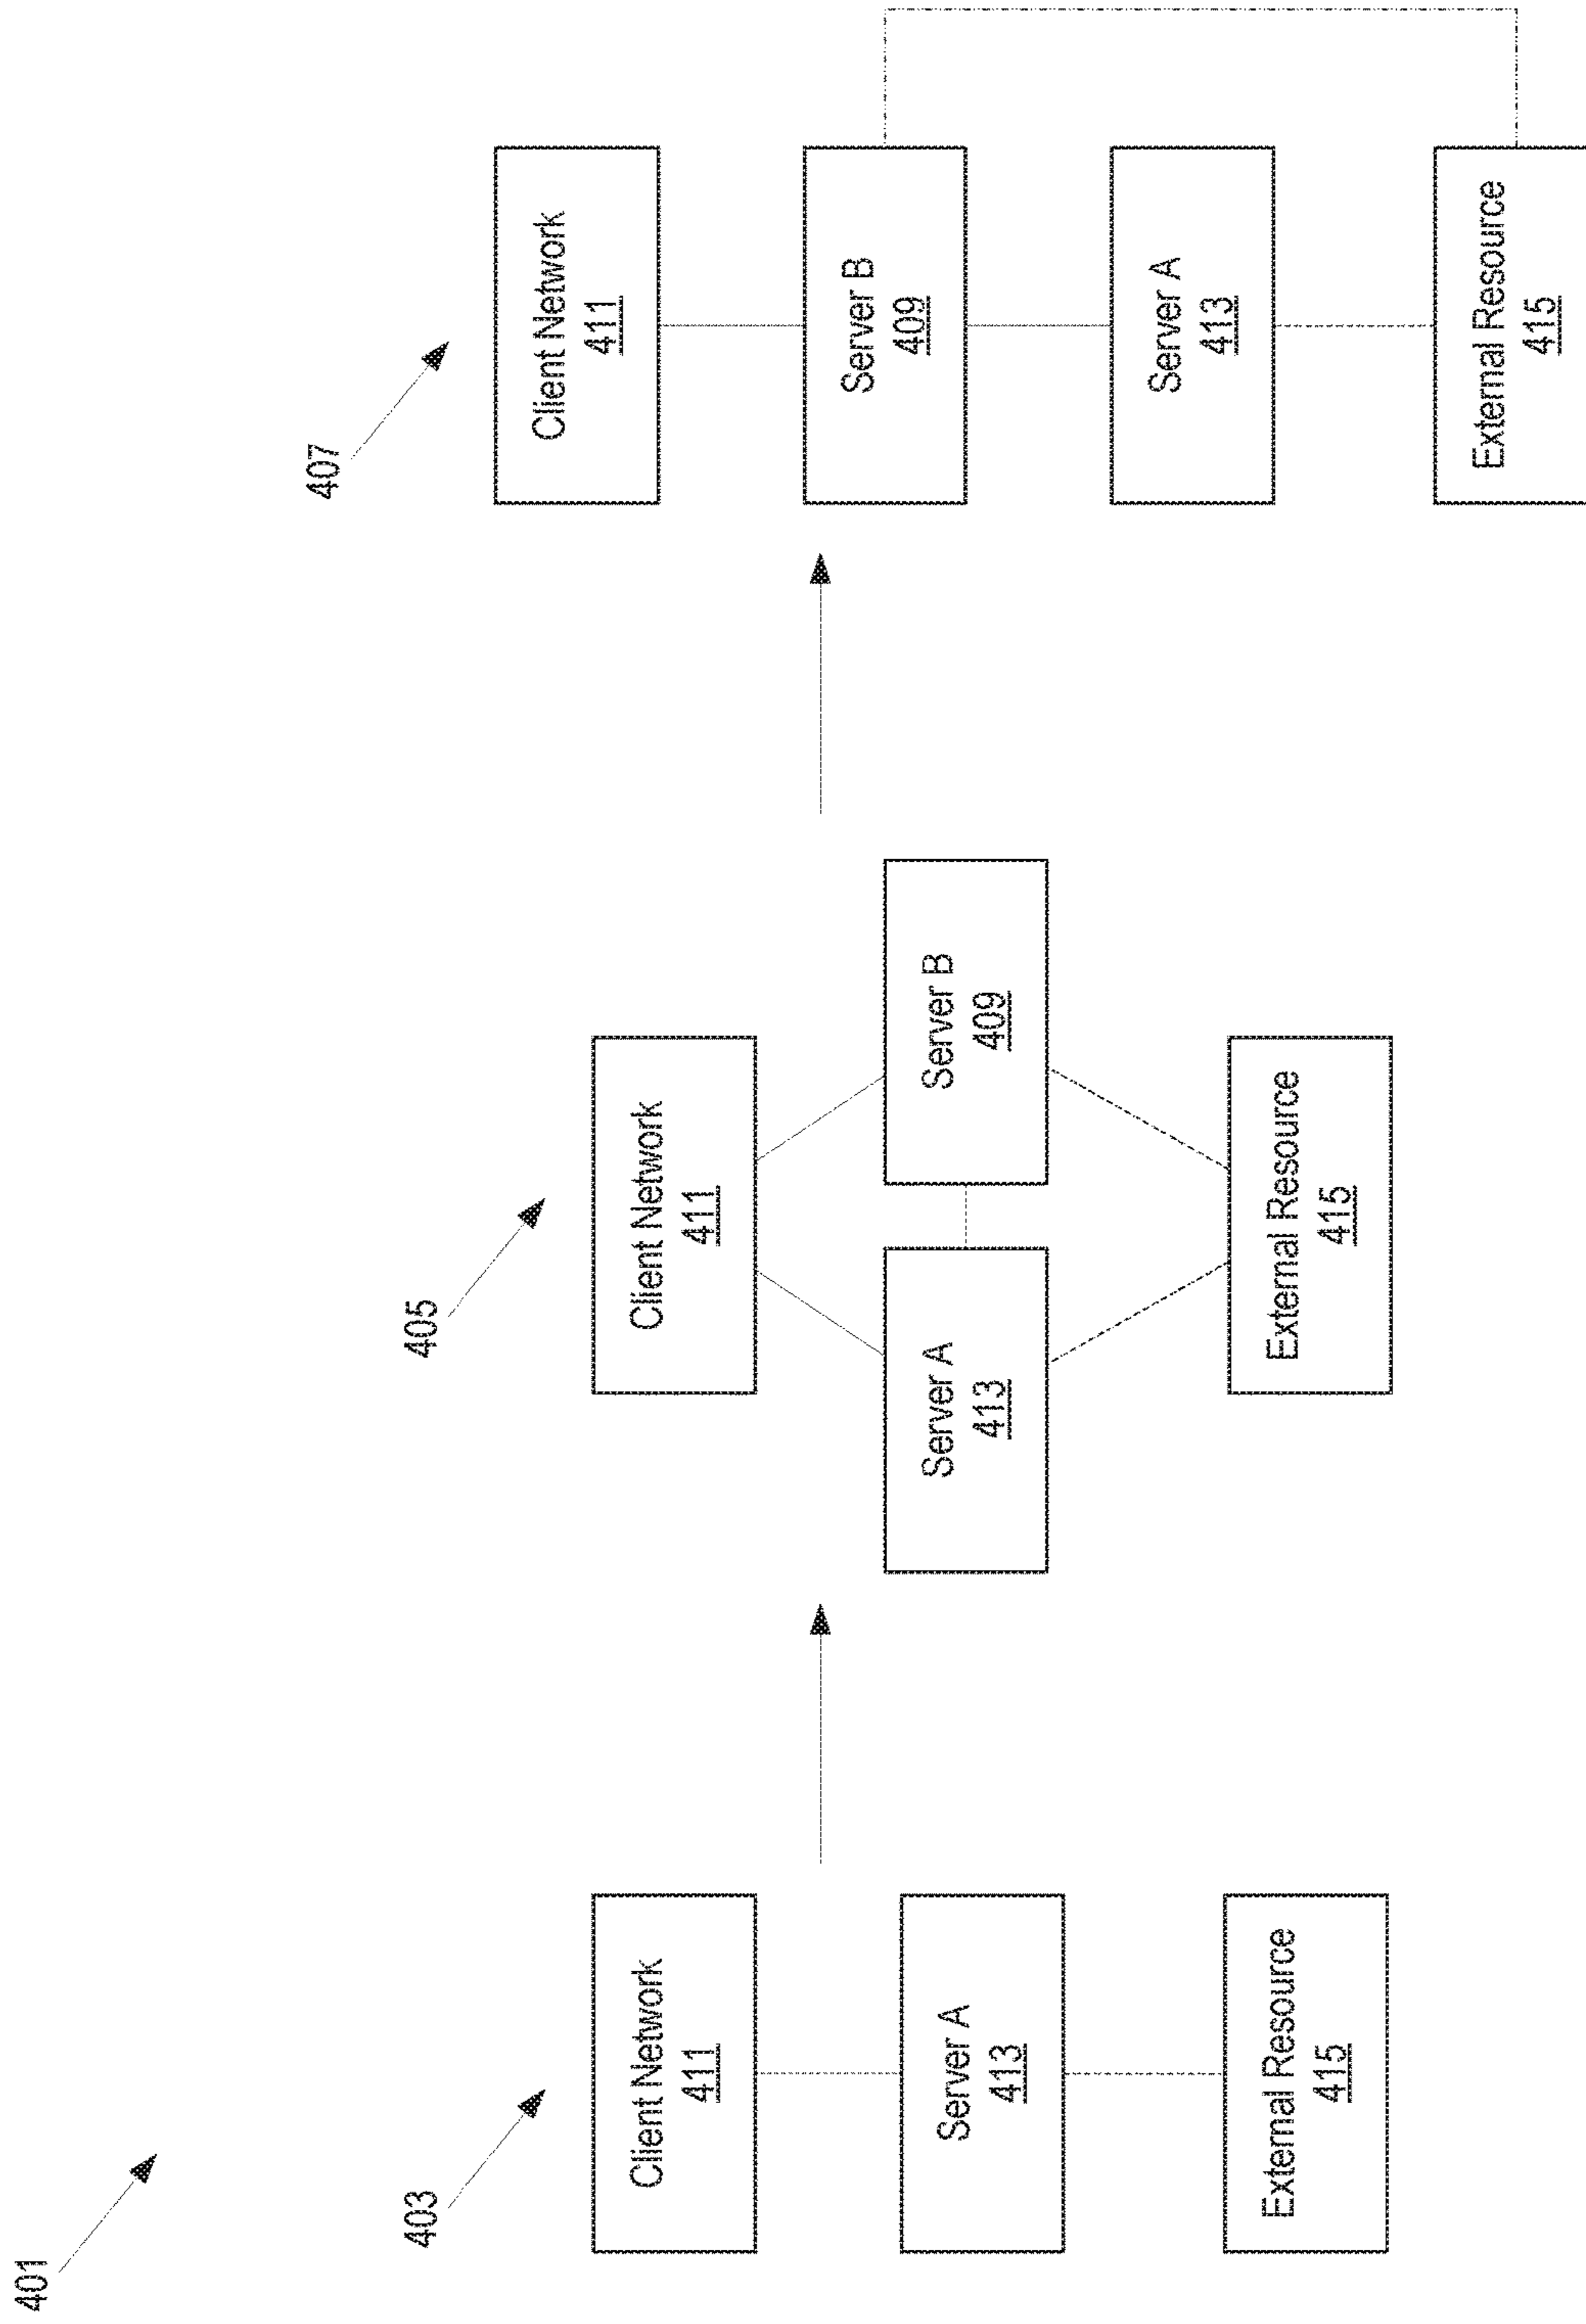 401
403
Client Network
411
Server A
413
External Resource
415
405
Client Network
411
Server A
413
Server B
409
External Resource
415
407
Client Network
411
Server B
409
Server A
413
External Resource
415